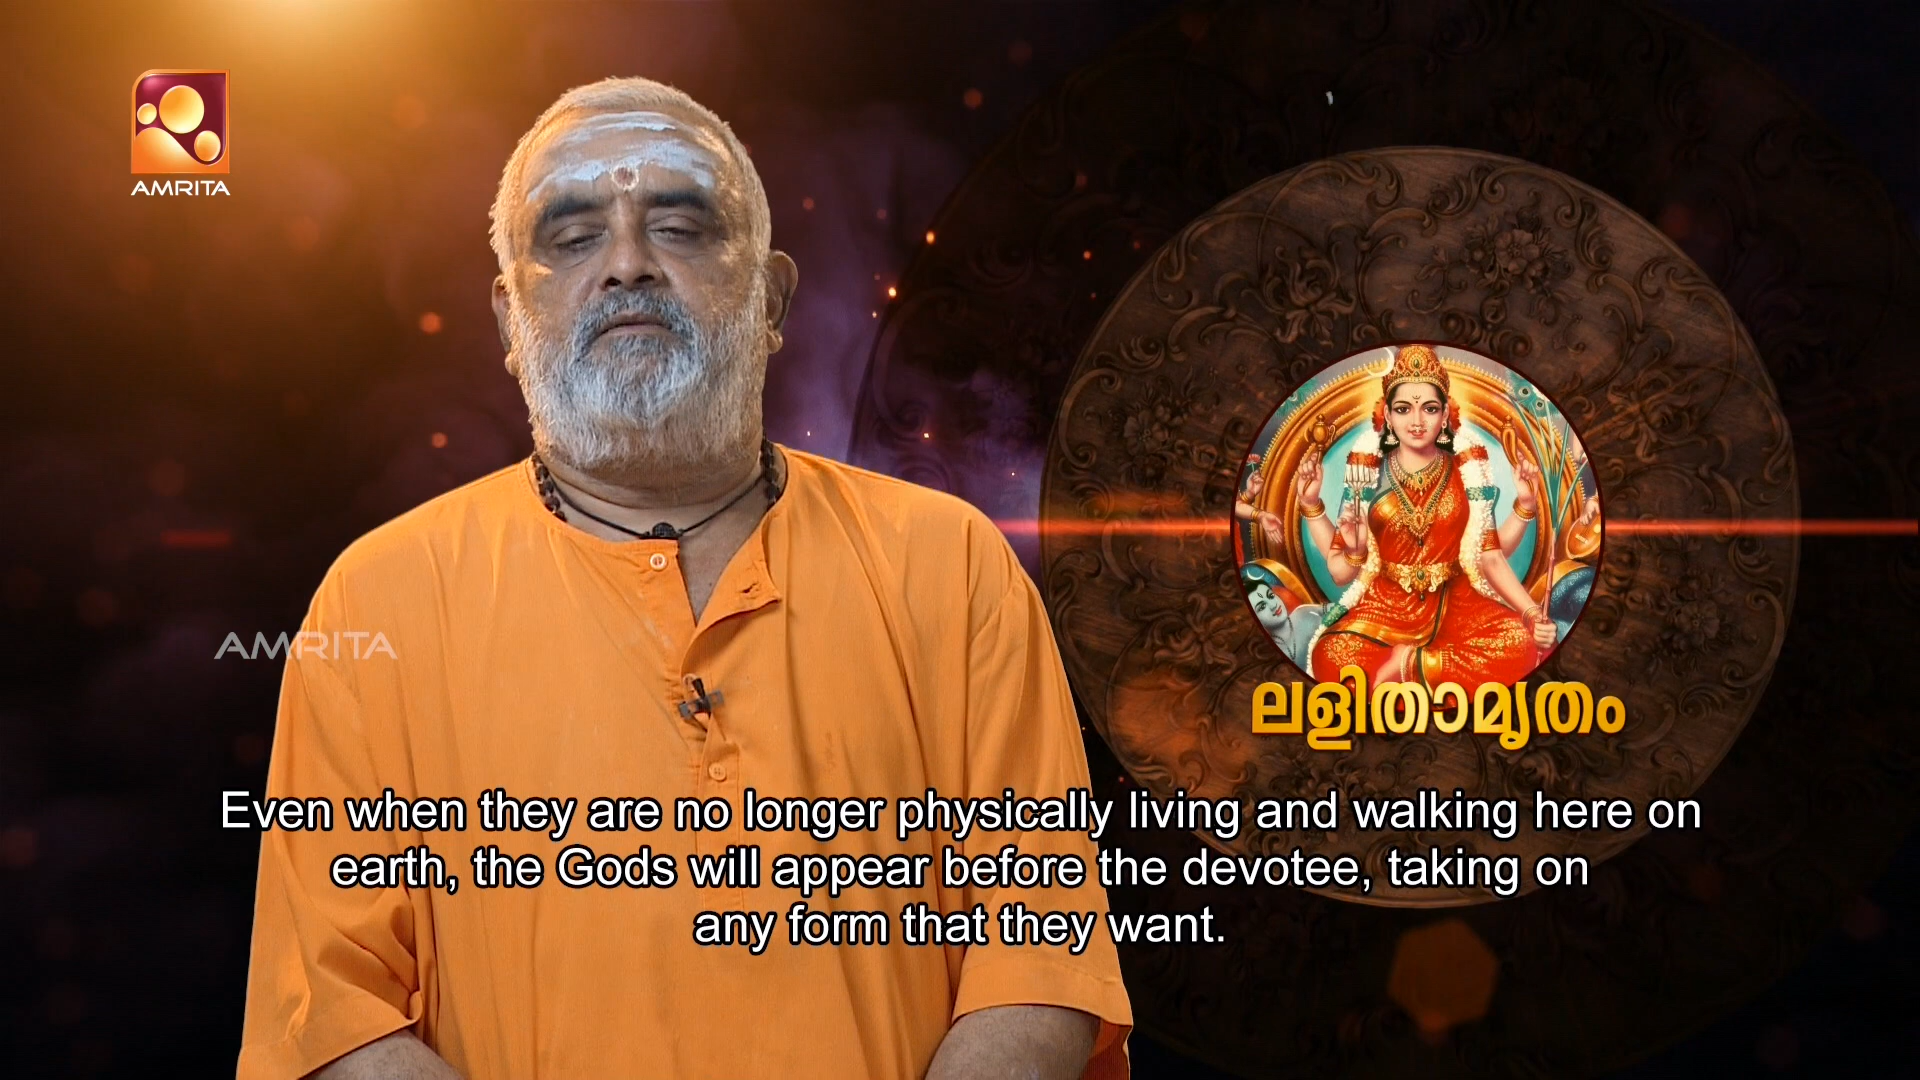 AMRITA
AMRITA
ലളിതാമൃതം
Even when they are no longer physically living and walking here on
earth, the Gods will appear before the devotee, taking on
any form that they want.